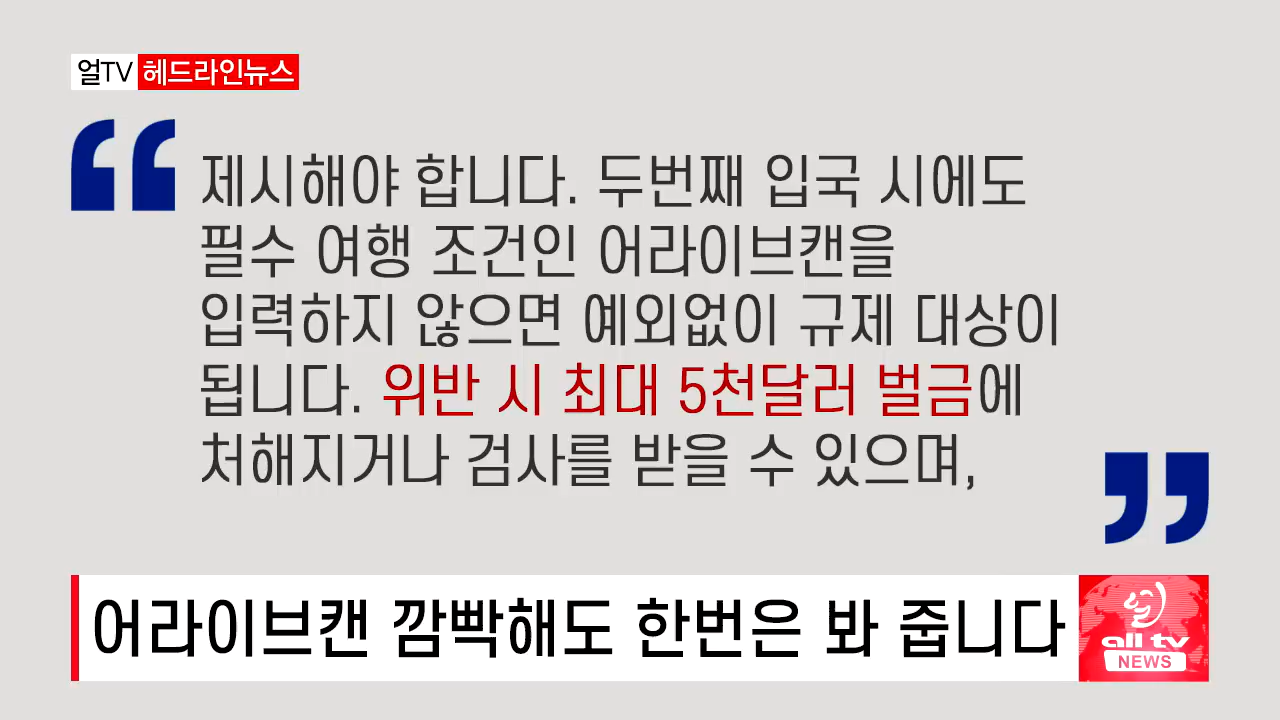 얼TV 헤드라인뉴스
제시해야 합니다. 두번째 입국 시에도
필수 여행 조건인 어라이브캔을
입력하지 않으면 예외없이 규제 대상이
됩니다. 위반 시 최대 5천달러 벌금에
처해지거나 검사를 받을 수 있으며,
어라이브캔 깜빡해도 한번은 봐 줍니다
얼
all tv
NEWS